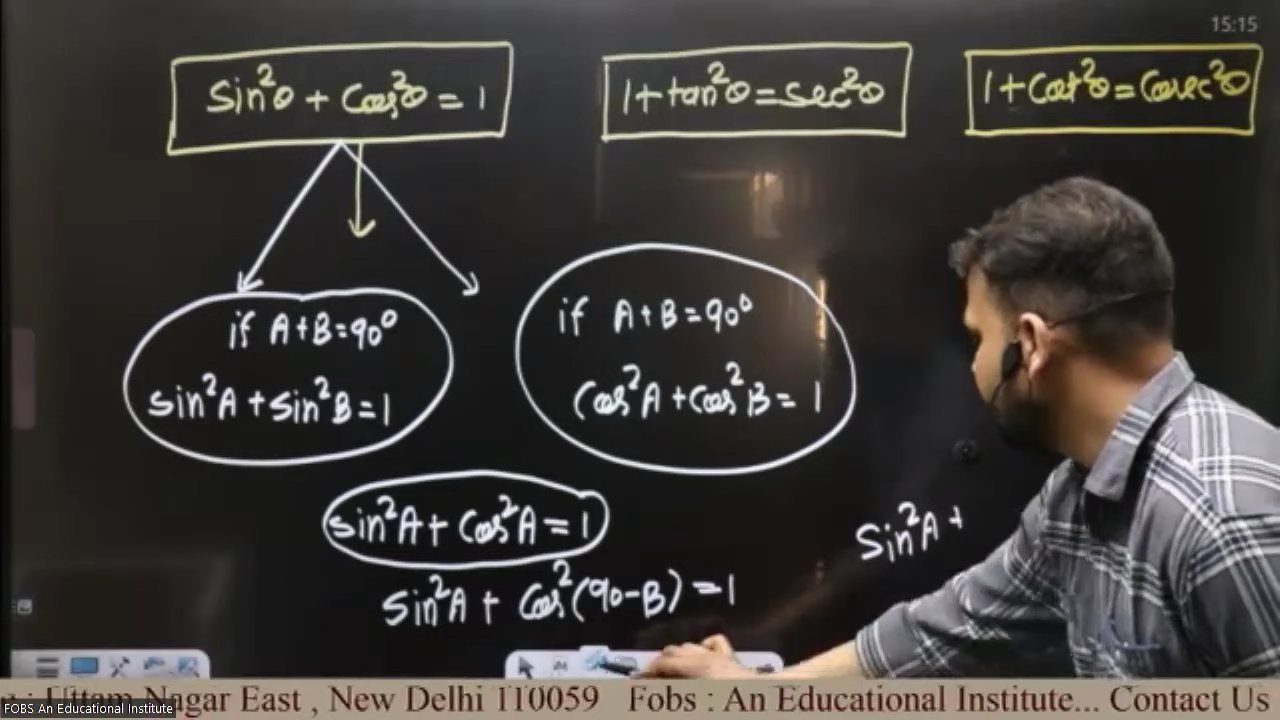 15:15
Sin²θ + Cos²θ = 1
1 + tan²θ = sec²θ
1 + Cot²θ = Cosec²θ
if A+B=90°
sin²A + sin²B = 1
if A+B=90°
Cos²A + Cos²B = 1
sin²A + Cos²A = 1
Sin²A + Cos²(90-B) = 1
Sin²A +
: Uttam Nagar East , New Delhi 110059 Fobs : An Educational Institute... Contact Us
FOBS An Educational Institute